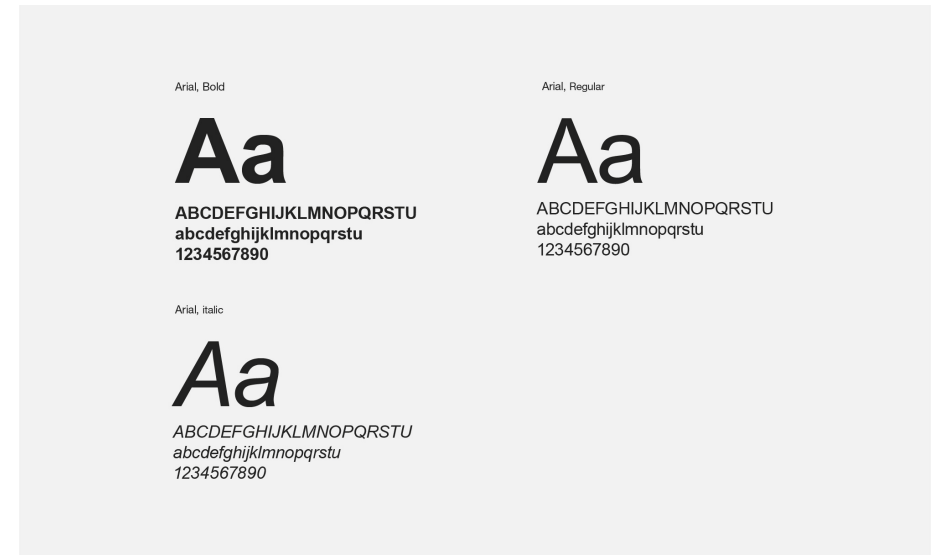 Arial, Bold
Aa
ABCDEFGHIJKLMNOPQRSTU
abcdefghijklmnopqrstu
1234567890
Arial, Regular
Aa
ABCDEFGHIJKLMNOPQRSTU
abcdefghijklmnopqrstu
1234567890
Arial, italic
Aa
ABCDEFGHIJKLMNOPQRSTU
abcdefghijklmnopqrstu
1234567890